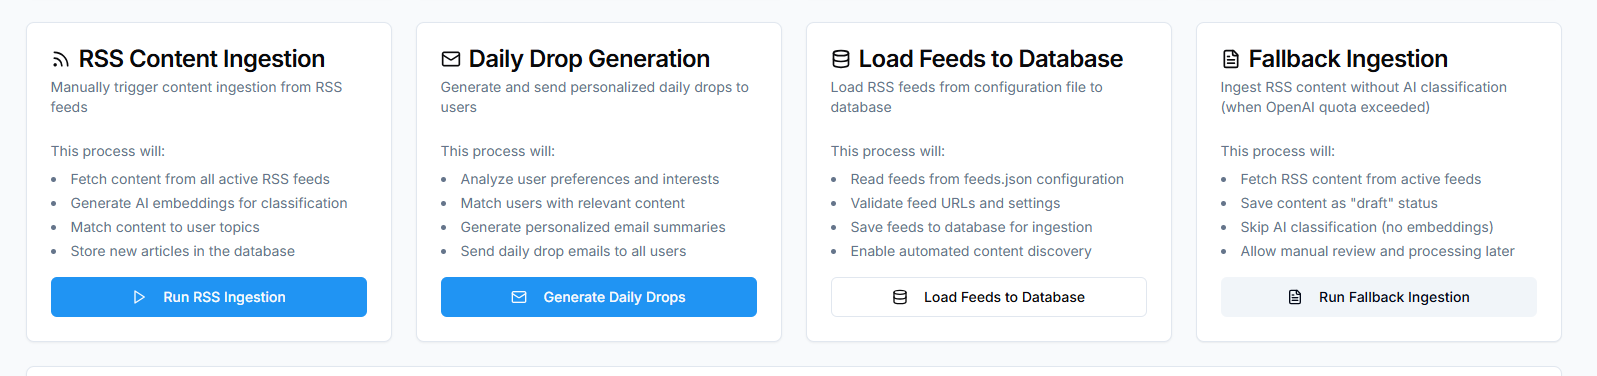 RSS Content Ingestion
Manually trigger content ingestion from RSS
feeds
This process will:
Fetch content from all active RSS feeds
Generate AI embeddings for classification
Match content to user topics
Store new articles in the database
Run RSS Ingestion
Daily Drop Generation
Generate and send personalized daily drops to
users
This process will:
Analyze user preferences and interests
Match users with relevant content
Generate personalized email summaries
Send daily drop emails to all users
Generate Daily Drops
Load Feeds to Database
Load RSS feeds from configuration file to
database
This process will:
Read feeds from feeds.json configuration
Validate feed URLs and settings
Save feeds to database for ingestion
Enable automated content discovery
Load Feeds to Database
Fallback Ingestion
Ingest RSS content without AI classification
(when OpenAI quota exceeded)
This process will:
Fetch RSS content from active feeds
Save content as "draft" status
Skip AI classification (no embeddings)
Allow manual review and processing later
Run Fallback Ingestion